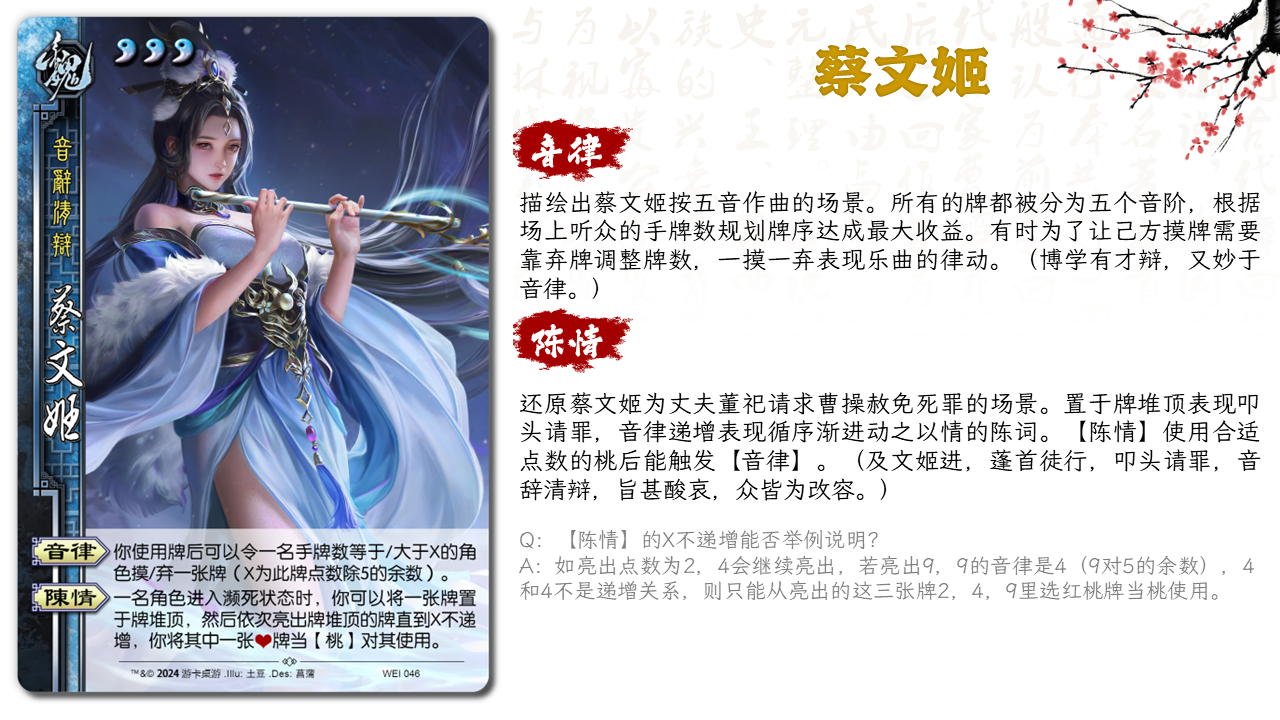 魏
音辭清辯
蔡文姬
音律
你使用牌后可以令一名手牌数等于/大于X的角
色摸/弃一张牌（X为此牌点数除5的余数）。
陳情
一名角色进入濒死状态时，你可以将一张牌置
于牌堆顶，然后依次亮出牌堆顶的牌直到X不递
增，你将其中一张❤牌当【桃】对其使用。
™&© 2024 游卡桌游 .Illu: 土豆 .Des: 菖蒲
WEI 046
蔡文姬
音律
描绘出蔡文姬按五音作曲的场景。所有的牌都被分为五个音阶，根据
场上听众的手牌数规划牌序达成最大收益。有时为了让己方摸牌需要
靠弃牌调整牌数，一摸一弃表现乐曲的律动。（博学有才辩，又妙于
音律。）
陈情
还原蔡文姬为丈夫董祀请求曹操赦免死罪的场景。置于牌堆顶表现叩
头请罪，音律递增表现循序渐进动之以情的陈词。【陈情】使用合适
点数的桃后能触发【音律】。（及文姬进，蓬首徒行，叩头请罪，音
辞清辩，旨甚酸哀，众皆为改容。）
Q：【陈情】的X不递增能否举例说明？
A：如亮出点数为2，4会继续亮出，若亮出9，9的音律是4（9对5的余数），4
和4不是递增关系，则只能从亮出的这三张牌2，4，9里选红桃牌当桃使用。